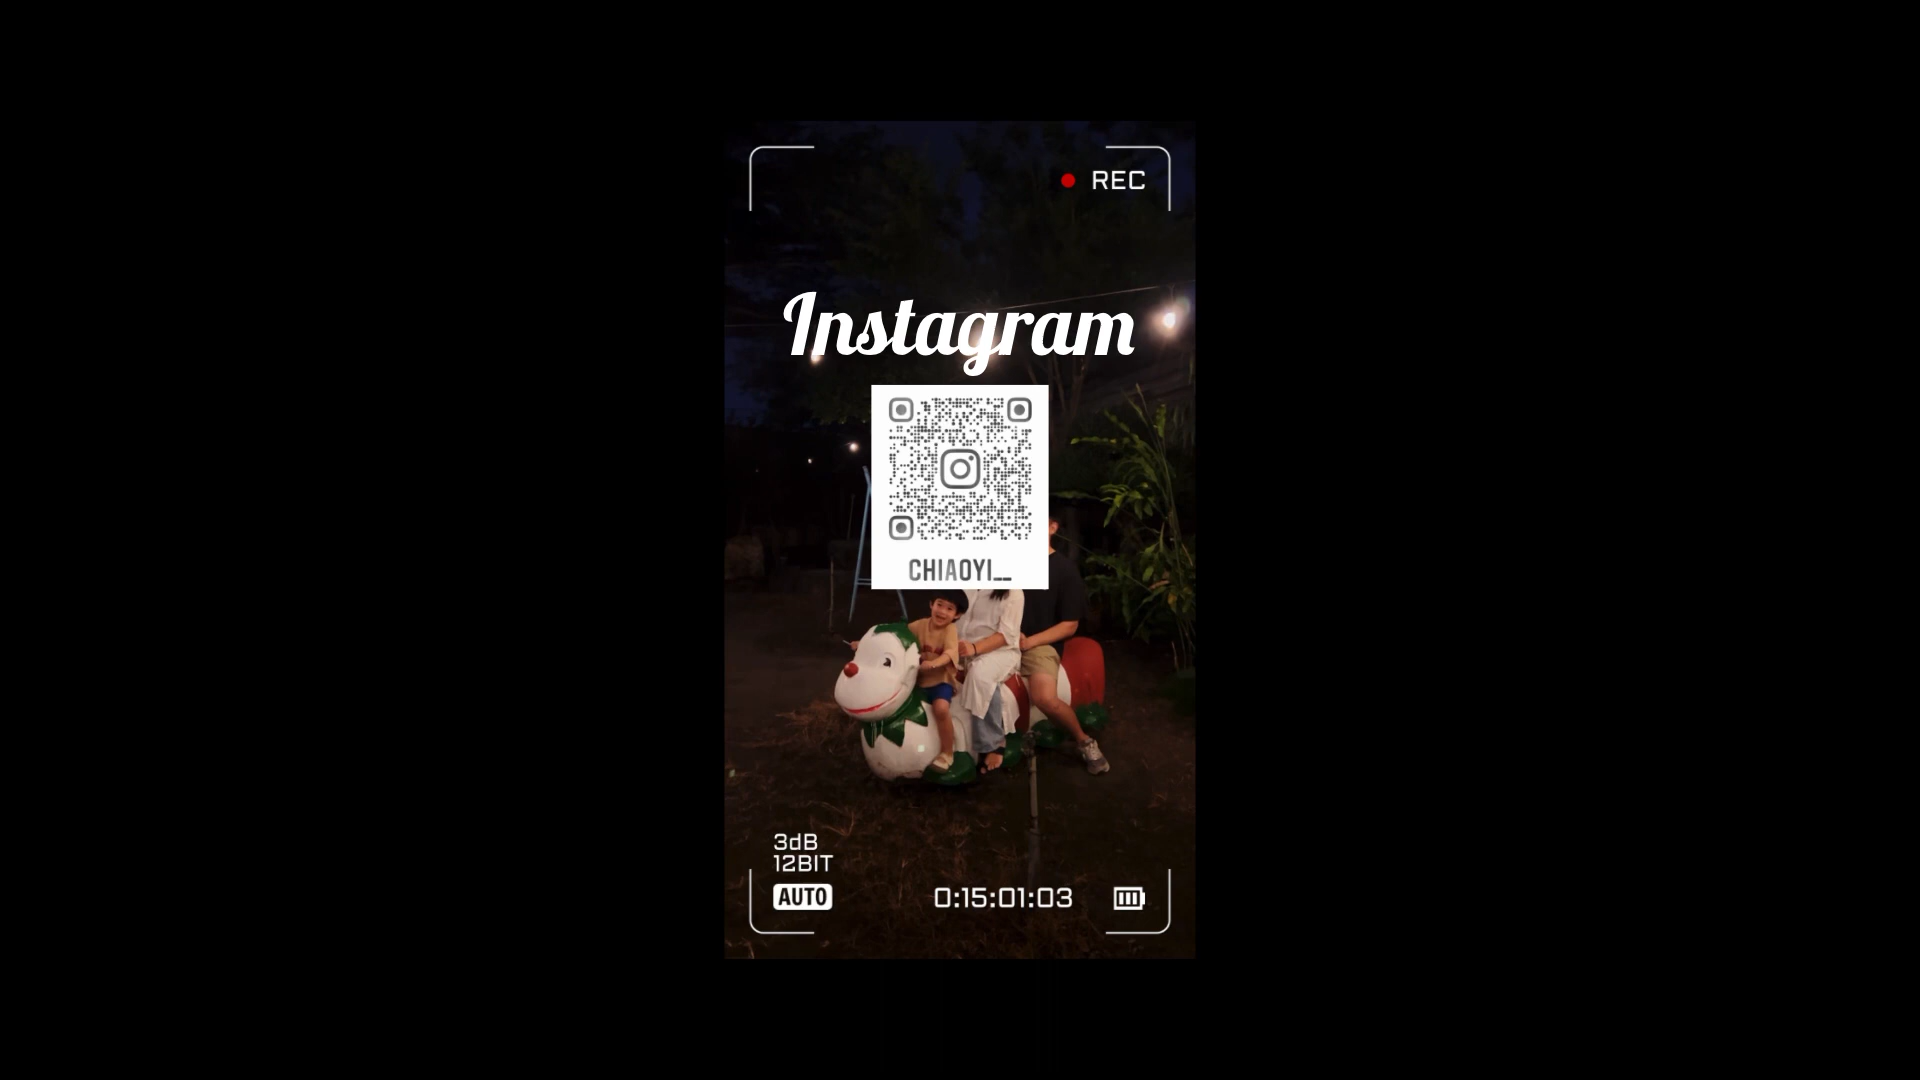 REC
Instagram
CHIAOYI__
3dB
12BIT
AUTO
0:15:01:03